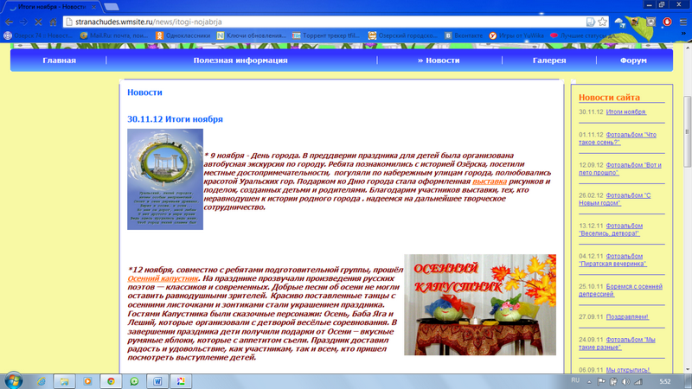 Итоги ноября - Новости
stranachudes.wmsite.ru/news/itogi-nojabrja
Одноклассники
Главная
Полезная информация
» Новости
Галерея
Форум
Новости
30.11.12 Итоги ноября
* 9 ноября - День города. В преддверии праздника для детей была организована
автобусная экскурсия по городу. Ребята познакомились с историей Озёрска, посетили
местные достопримечательности, погуляли по набережным улицам города, полюбовались
красотой Уральских гор. Подарком ко Дню города стала оформленная выставка рисунков и
поделок, созданных детьми и родителями. Благодарим участников выставки, тех, кто
неравнодушен к истории родного города . надеемся на дальнейшее творческое
сотрудничество.
*12 ноября, совместно с ребятами подготовительной группы, прошёл
Осенний капустник. На празднике прозвучали произведения русских
поэтов — классиков и современных. Добрые песни об осени не могли
оставить равнодушными зрителей. Красиво поставленные танцы с
осенними листочками и зонтиками стали украшением праздника.
Гостями Капустника были сказочные персонажи: Осень, Баба Яга и
Леший, которые организовали с детворой весёлые соревнования. В
завершении праздника дети получили подарки от Осени – вкусные
румяные яблоки, которые с аппетитом съели. Праздник доставил
радость и удовольствие, как участникам, так и всем, кто пришел
посмотреть выступление детей.
ОСЕННИЙ
КАПУСТНИК
Новости сайта
30.11.12 Итоги ноября
01.11.12 Фотоальбом "Что
такое осень?"
12.09.12 Фотоальбом "Вот и
лето прошло"
26.02.12 Фотоальбом "С
Новым годом"
13.12.11 Фотоальбом
"Веселись, детвора!"
04.12.11 Фотоальбом
"Пиратская вечеринка"
25.10.11 Боремся с осенней
депрессией
27.09.11 Поздравляем!
24.09.11 Фотоальбом "Мы
такие разные"
06.09.11 Мы открылись!
RU
5:52